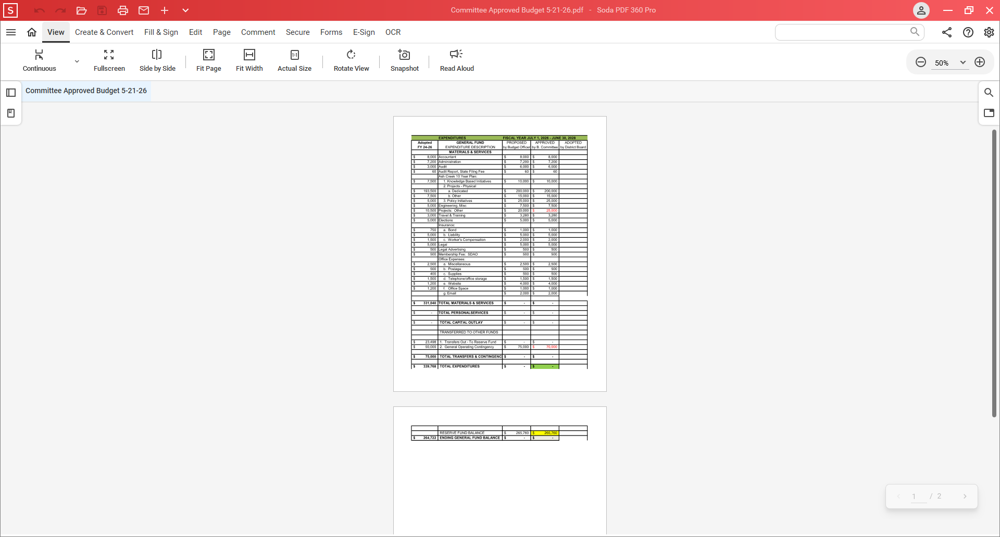 S Committee Approved Budget 5-21-26.pdf - Soda PDF 360 Pro
View Create & Convert Fill & Sign Edit Page Comment Secure Forms E-Sign OCR
Continuous Fullscreen Side by Side Fit Page Fit Width 1:1 Actual Size Rotate View Snapshot Read Aloud 50%
Committee Approved Budget 5-21-26
EXPENDITURES FISCAL YEAR JULY 1, 2026 - JUNE 30, 2028
Adopted GENERAL FUND PROPOSED APPROVED ADOPTED
FY 24-26 EXPENDITURE DESCRIPTION by Budget Officer by B. Committee by District Board
MATERIALS & SERVICES
$ 8,000 Accountant $ 8,000 $ 8,000
$ 7,200 Administration $ 7,200 $ 7,200
$ 3,000 Audit $ 6,000 $ 6,000
$ 60 Audit Report, State Filing Fee $ 60 $ 60
Ash Creek 10 Year Plan:
$ 7,500 1. Knowledge Based Initiatives $ 10,000 $ 10,000
2. Projects - Physical
$ 193,500 a. Dedicated $ 200,000 $ 200,000
$ 7,500 b. Other $ 15,000 $ 15,000
$ 5,000 3. Policy Initiatives $ 25,000 $ 25,000
$ 5,000 Engineering, Misc $ 7,500 $ 7,500
$ 10,500 Projects: Other $ 20,000 $ 25,000
$ 3,000 Travel & Training $ 3,280 $ 3,280
$ 5,000 Elections $ 5,000 $ 5,000
Insurance:
$ 750 a. Bond $ 1,000 $ 1,000
$ 5,000 b. Liability $ 5,000 $ 5,000
$ 1,500 c. Worker's Compensation $ 2,000 $ 2,000
$ 5,000 Legal $ 5,000 $ 5,000
$ 500 Legal Advertising $ 500 $ 500
$ 500 Membership Fee: SDAO $ 500 $ 500
Office Expenses:
$ 2,500 a. Miscellaneous $ 2,500 $ 2,500
$ 500 b. Postage $ 500 $ 500
$ 400 c. Supplies $ 500 $ 500
$ 1,500 d. Telephone/office storage $ 1,500 $ 1,500
$ 1,200 e. Website $ 4,000 $ 4,000
$ 1,200 f. Office Space $ 1,000 $ 1,000
g. Email $ 2,000 $ 2,000
$ 331,040 TOTAL MATERIALS & SERVICES $ - $ -
$ - TOTAL PERSONALSERVICES $ - $ -
$ - TOTAL CAPITAL OUTLAY $ - $ -
TRANSFERRED TO OTHER FUNDS
$ 23,498 1. Transfers Out - To Reserve Fund $ - $ -
$ 50,000 2. General Operating Contingency $ 75,000 $ 70,000
$ 75,000 TOTAL TRANSFERS & CONTINGENC $ - $ -
$ 339,768 TOTAL EXPENDITURES $ - $ -
RESERVE FUND BALANCE $ 265,760 $ 265,760
$ 264,722 ENDING GENERAL FUND BALANCE $ - $ -
1 / 2